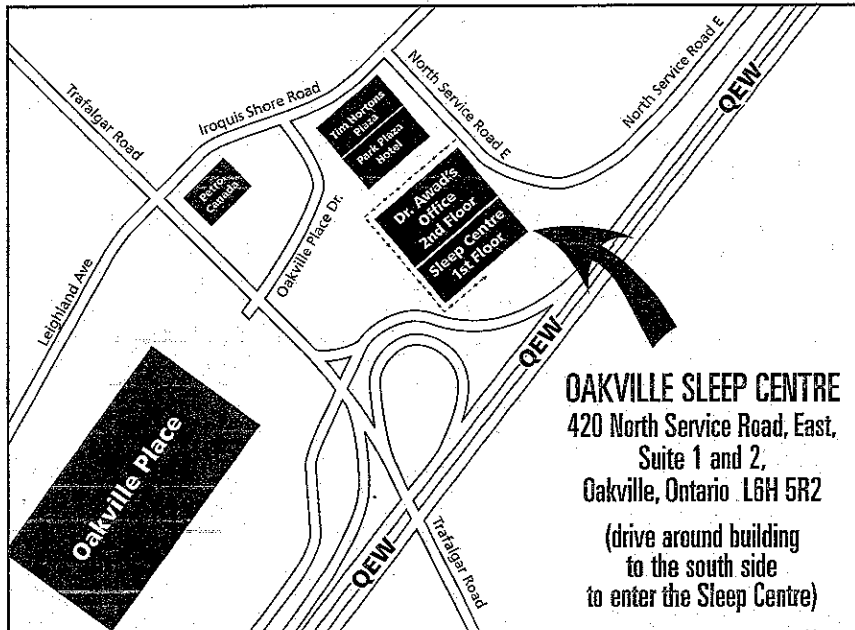 Trafalgar Road
Iroquis Shore Road
North Service Road E
North Service Road E
QEW
Tim Hortons
Plaza
Park Plaza
Hotel
Petro
Canada
Oakville Place Dr.
Dr. Awad's
Office
2nd Floor
Sleep Centre
1st Floor
Leighland Ave
QEW
Oakville Place
QEW
Trafalgar Road
OAKVILLE SLEEP CENTRE
420 North Service Road, East,
Suite 1 and 2,
Oakville, Ontario L6H 5R2
(drive around building
to the south side
to enter the Sleep Centre)